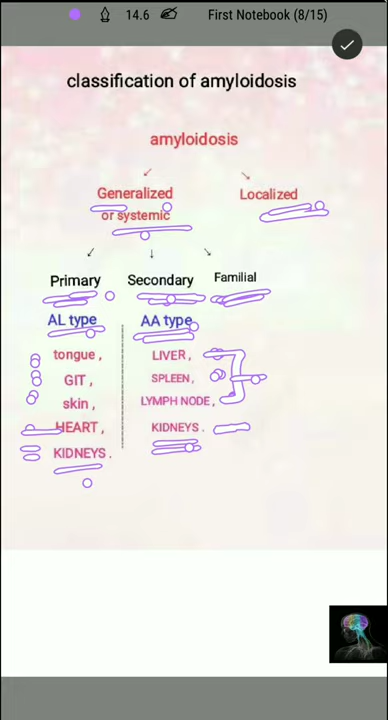 14.6 First Notebook (8/15)
classification of amyloidosis
amyloidosis
Generalized Localized
or systemic
Primary Secondary Familial
AL type AA type
tongue, LIVER,
GIT, SPLEEN,
skin, LYMPH NODE,
HEART, KIDNEYS.
KIDNEYS.